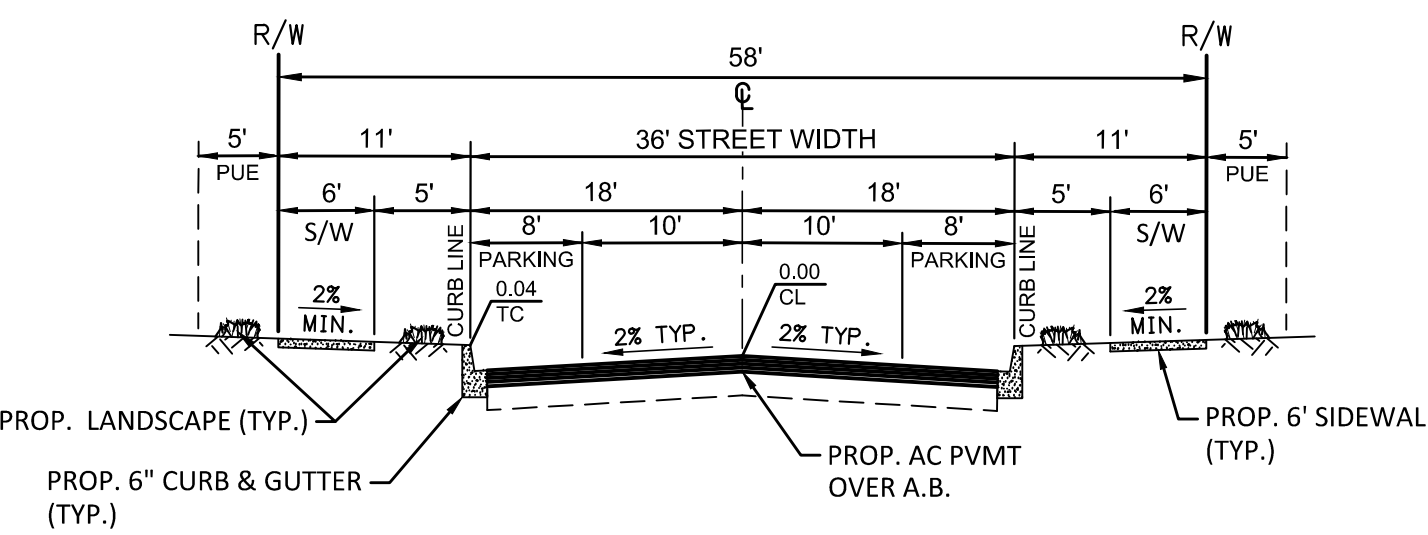 R/W
R/W
58'
℄
5'
11'
36' STREET WIDTH
11'
5'
PUE
PUE
6'
5'
18'
18'
5'
6'
S/W
S/W
8'
10'
10'
8'
PARKING
PARKING
CURB LINE
CURB LINE
0.04
TC
0.00
CL
2%
MIN.
2%
MIN.
2% TYP.
2% TYP.
PROP. LANDSCAPE (TYP.)
PROP. 6" CURB & GUTTER
(TYP.)
PROP. AC PVMT
OVER A.B.
PROP. 6' SIDEWAL
(TYP.)